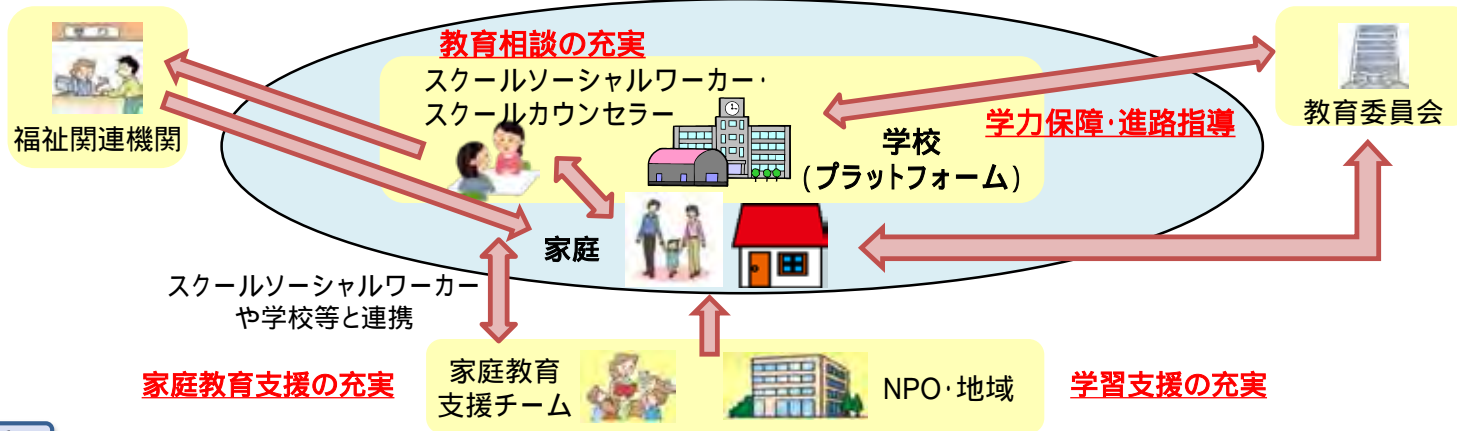 教育相談の充実
スクールソーシャルワーカー・
スクールカウンセラー
福祉関連機関
学力保障・進路指導
教育委員会
学校
(プラットフォーム)
家庭
スクールソーシャルワーカー
や学校等と連携
家庭教育支援の充実
家庭教育
支援チーム
NPO・地域
学習支援の充実